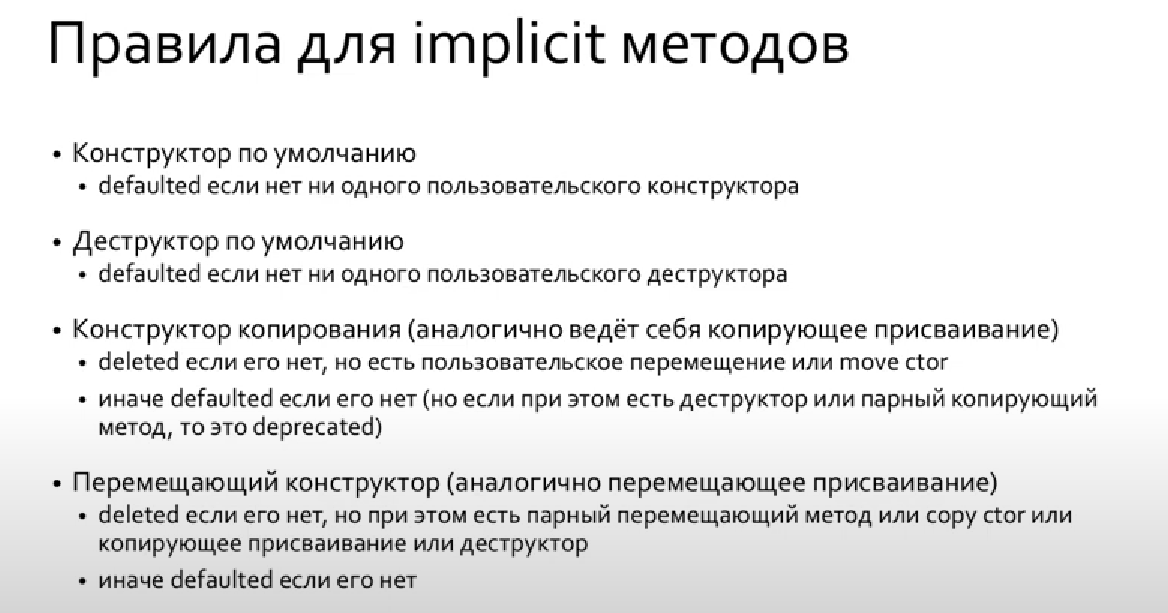 Правила для implicit методов
• Конструктор по умолчанию
• defaulted если нет ни одного пользовательского конструктора
• Деструктор по умолчанию
• defaulted если нет ни одного пользовательского деструктора
• Конструктор копирования (аналогично ведёт себя копирующее присваивание)
• deleted если его нет, но есть пользовательское перемещение или move ctor
• иначе defaulted если его нет (но если при этом есть деструктор или парный копирующий
метод, то это deprecated)
• Перемещающий конструктор (аналогично перемещающее присваивание)
• deleted если его нет, но при этом есть парный перемещающий метод или copy ctor или
копирующее присваивание или деструктор
• иначе defaulted если его нет